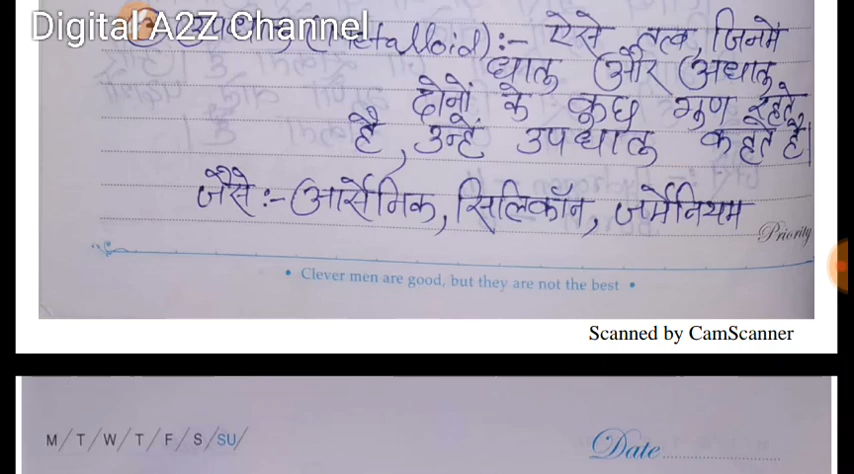 Digital A2Z Channel
उपधातु (Metalloid) :- ऐसे तत्व, जिनमे
धातु और अधातु
दोनों के कुछ गुण रहते
है, उन्हें उपधातु कहते है|
जैसे :- आर्सेनिक, सिलिकॉन, जर्मेनियम
Priority
• Clever men are good, but they are not the best •
Scanned by CamScanner
M/T/W/T/F/S/SU/
Date